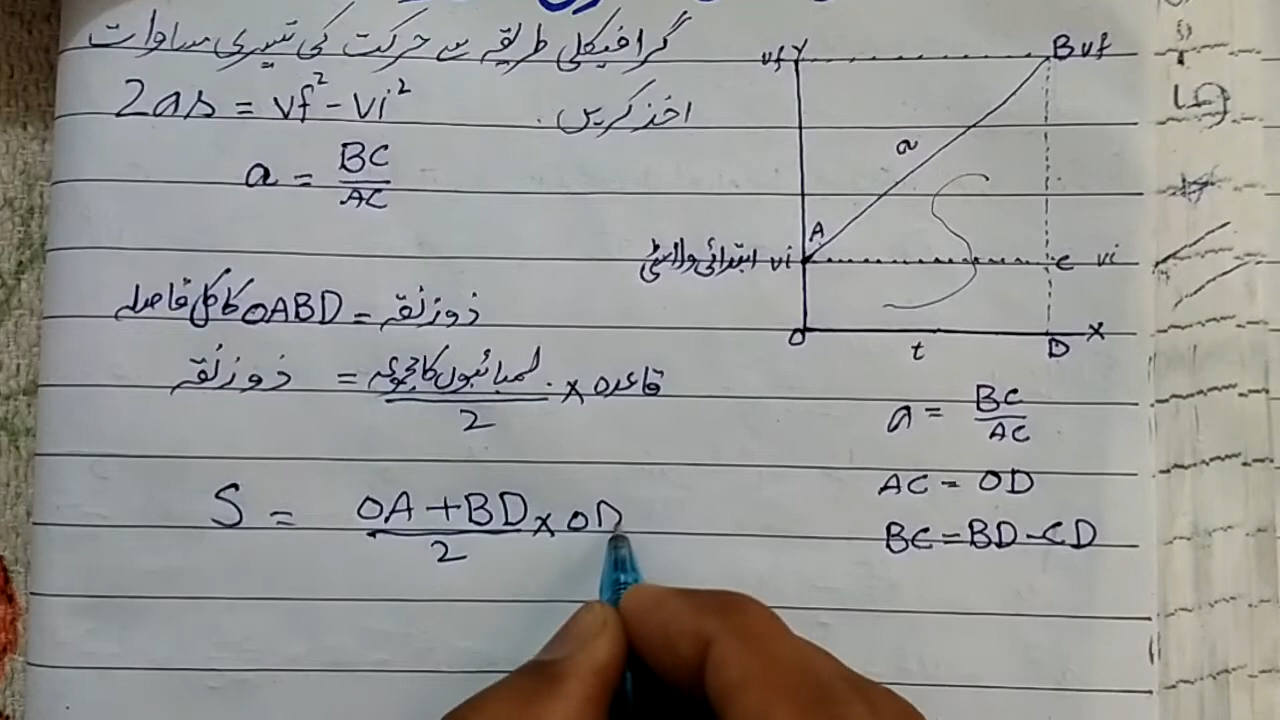 گرافیکلی طریقہ سے حرکت کی تیسری مساوات
2as = vf² - vi² اخذ کریں.
a = BC/AC
ذوزنقہ = OABD کا کل فاصلہ
ذوزنقہ = لمبائیوں کا مجموعہ/2 × قاعدہ
S = OA+BD/2 × OD
vf Y B vf
a
A
ابتدائی ولاسٹی vi C vi
O t D X
a = BC/AC
AC = OD
BC = BD - CD